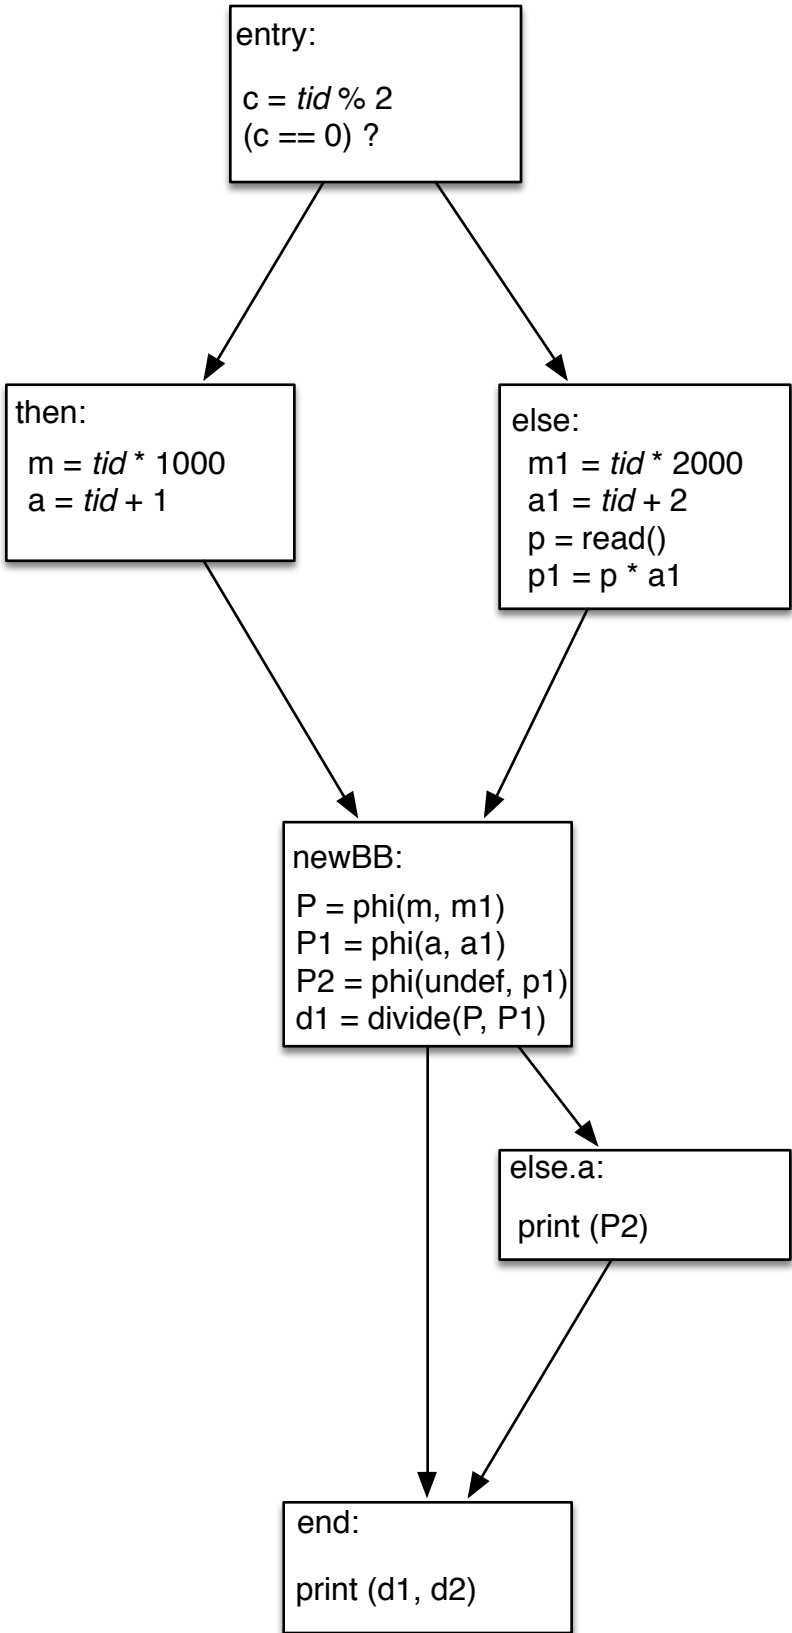 entry:
c = tid % 2
(c == 0) ?
then:
m = tid * 1000
a = tid + 1
else:
m1 = tid * 2000
a1 = tid + 2
p = read()
p1 = p * a1
newBB:
P = phi(m, m1)
P1 = phi(a, a1)
P2 = phi(undef, p1)
d1 = divide(P, P1)
else.a:
print (P2)
end:
print (d1, d2)